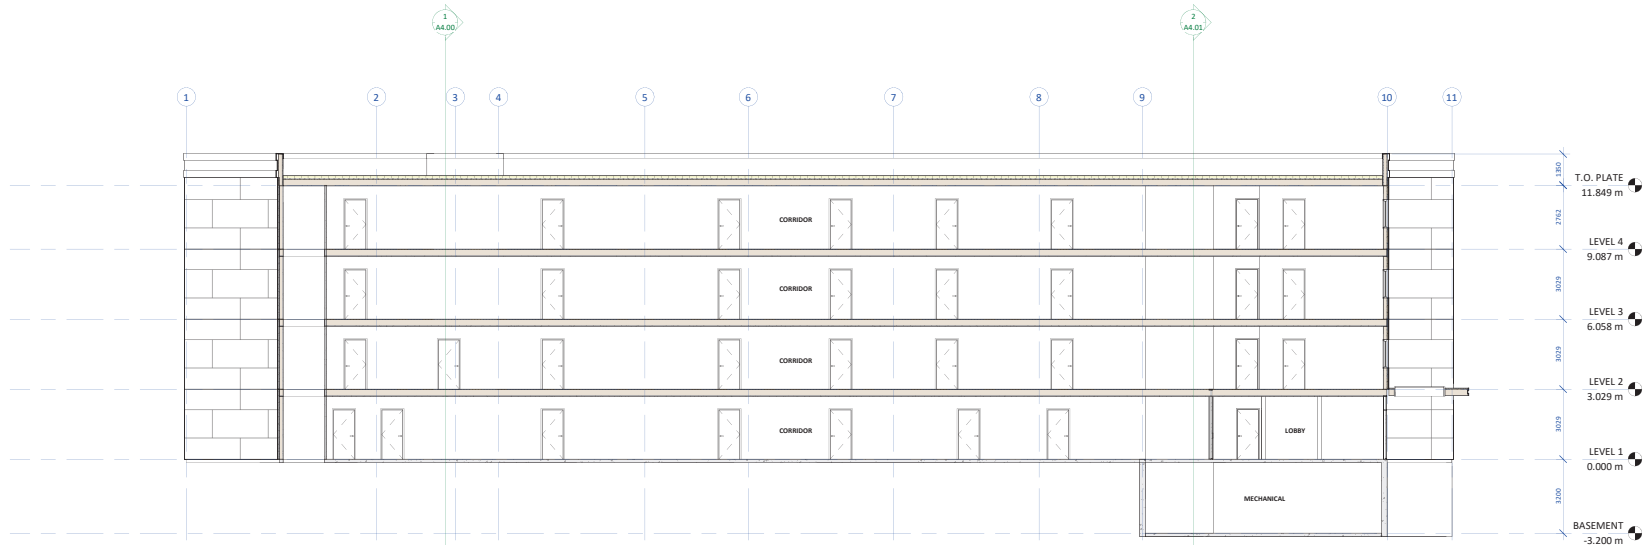 1
A4.00
2
A4.01
1
2
3
4
5
6
7
8
9
10
11
1350
T.O. PLATE
11.849 m
CORRIDOR
2762
LEVEL 4
9.087 m
CORRIDOR
3029
LEVEL 3
6.058 m
CORRIDOR
3029
LEVEL 2
3.029 m
CORRIDOR
LOBBY
3029
LEVEL 1
0.000 m
MECHANICAL
3200
BASEMENT
-3.200 m